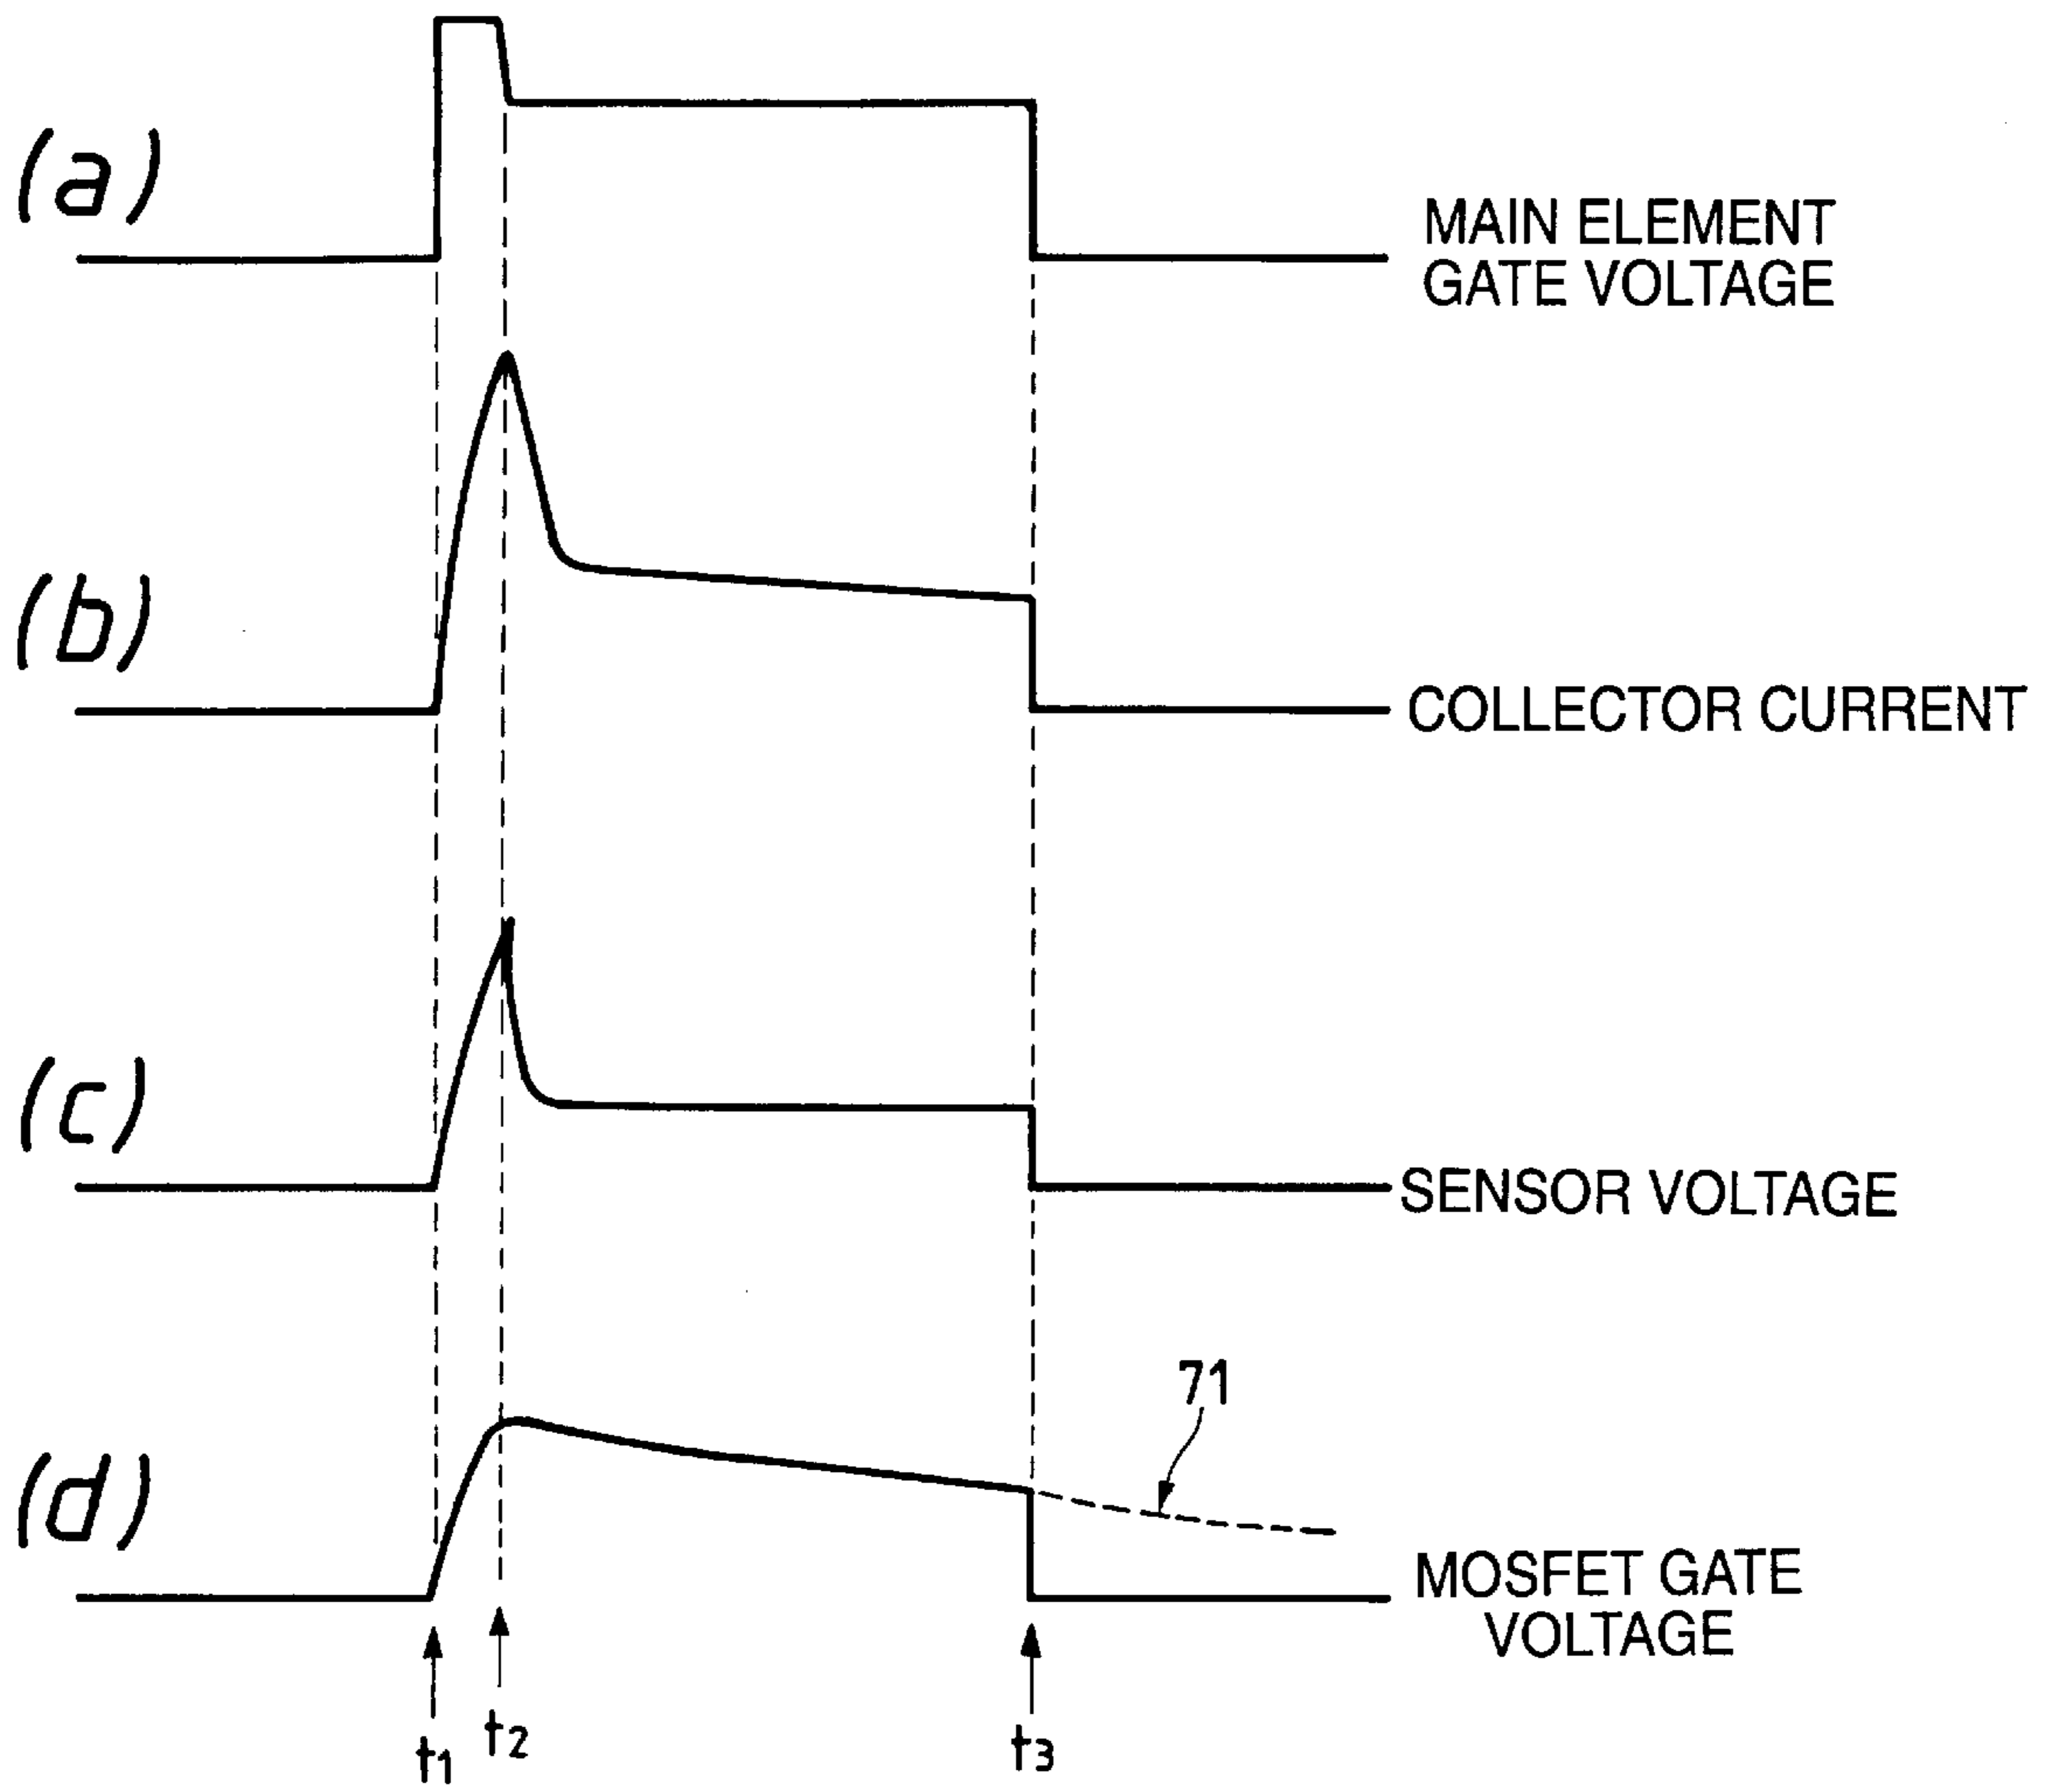 (a)
MAIN ELEMENT
GATE VOLTAGE
(b)
COLLECTOR CURRENT
(c)
SENSOR VOLTAGE
71
(d)
MOSFET GATE
VOLTAGE
t1
t2
t3